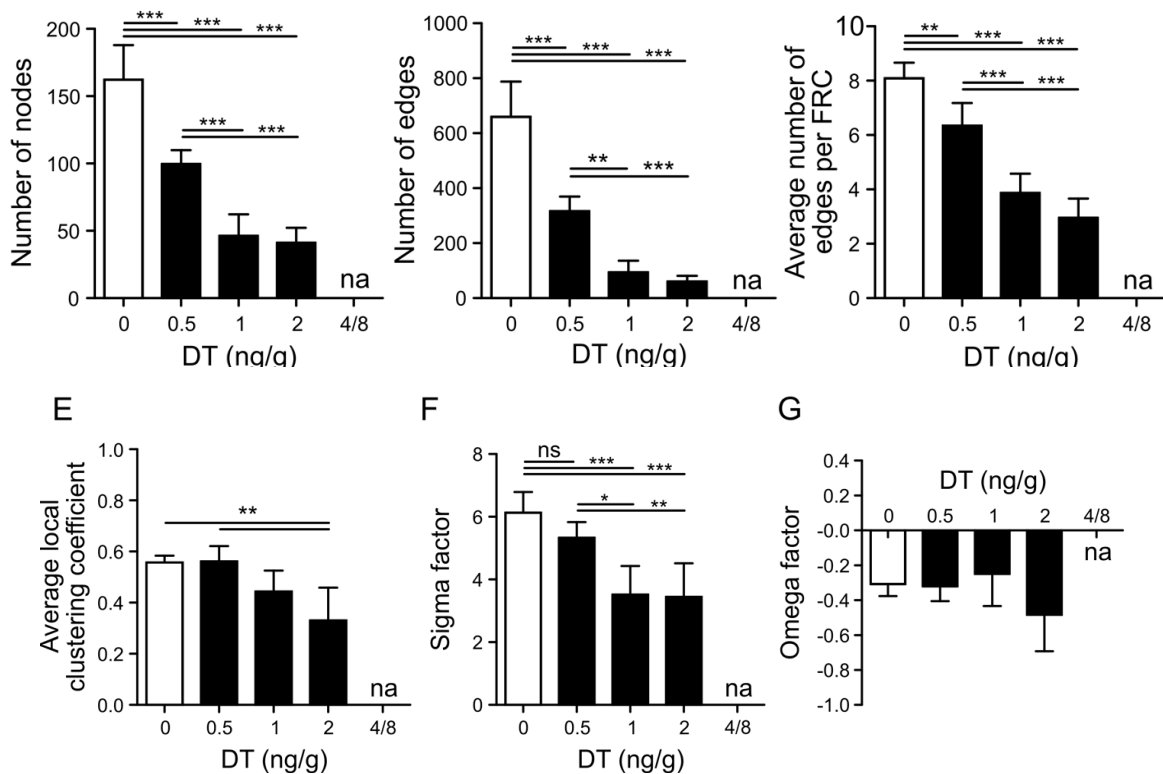 *** *** ***
*** ***
Number of nodes
200
150
100
50
0
na
0 0.5 1 2 4/8
DT (ng/g)
*** *** ***
** ***
Number of edges
1000
800
600
400
200
0
na
0 0.5 1 2 4/8
DT (ng/g)
** *** ***
*** ***
Average number of
edges per FRC
10
8
6
4
2
0
na
0 0.5 1 2 4/8
DT (ng/g)
E
Average local
clustering coefficient
1.0
0.8
0.6
0.4
0.2
0.0
**
na
0 0.5 1 2 4/8
DT (ng/g)
F
Sigma factor
8
6
4
2
0
ns *** ***
* **
na
0 0.5 1 2 4/8
DT (ng/g)
G
Omega factor
0.4
0.2
-0.0
-0.2
-0.4
-0.6
-0.8
-1.0
DT (ng/g)
0 0.5 1 2 4/8
na